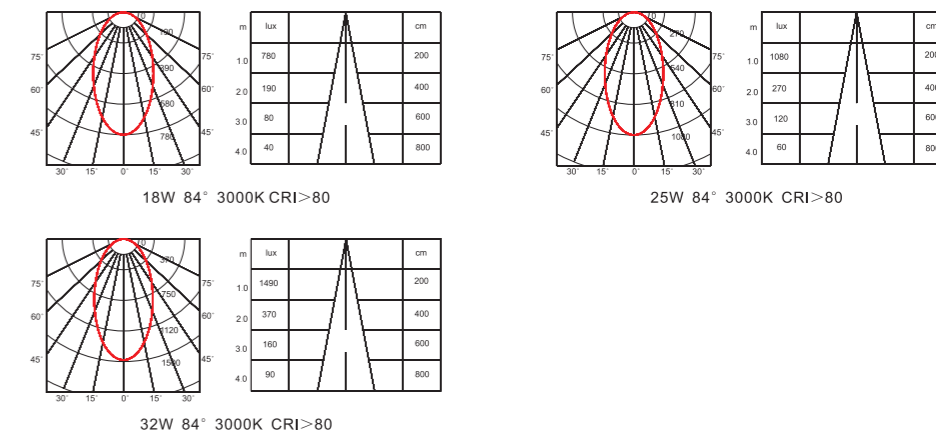 0
190
390
580
780
75° 75°
60° 60°
45° 45°
30° 15° 0° 15° 30°
m lux cm
1.0 780 200
2.0 190 400
3.0 80 600
4.0 40 800
18W 84° 3000K CRI>80
0
270
540
810
1080
75° 75°
60° 60°
45° 45°
30° 15° 0° 15° 30°
m lux cm
1.0 1080 200
2.0 270 400
3.0 120 600
4.0 60 800
25W 84° 3000K CRI>80
0
370
750
1120
1500
75° 75°
60° 60°
45° 45°
30° 15° 0° 15° 30°
m lux cm
1.0 1490 200
2.0 370 400
3.0 160 600
4.0 90 800
32W 84° 3000K CRI>80